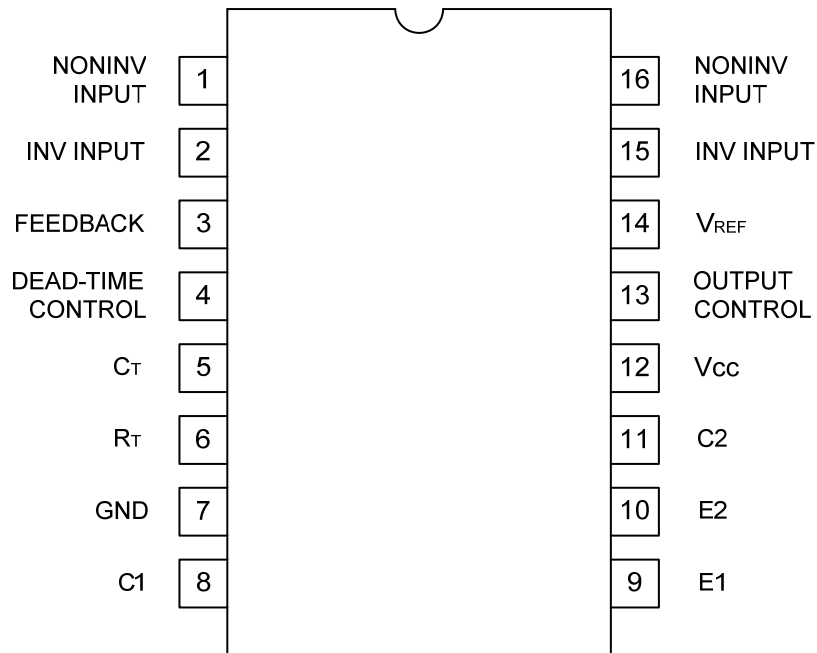 NONINV
INPUT
1
INV INPUT
2
FEEDBACK
3
DEAD-TIME
CONTROL
4
CT
5
RT
6
GND
7
C1
8
16
NONINV
INPUT
15
INV INPUT
14
VREF
13
OUTPUT
CONTROL
12
Vcc
11
C2
10
E2
9
E1